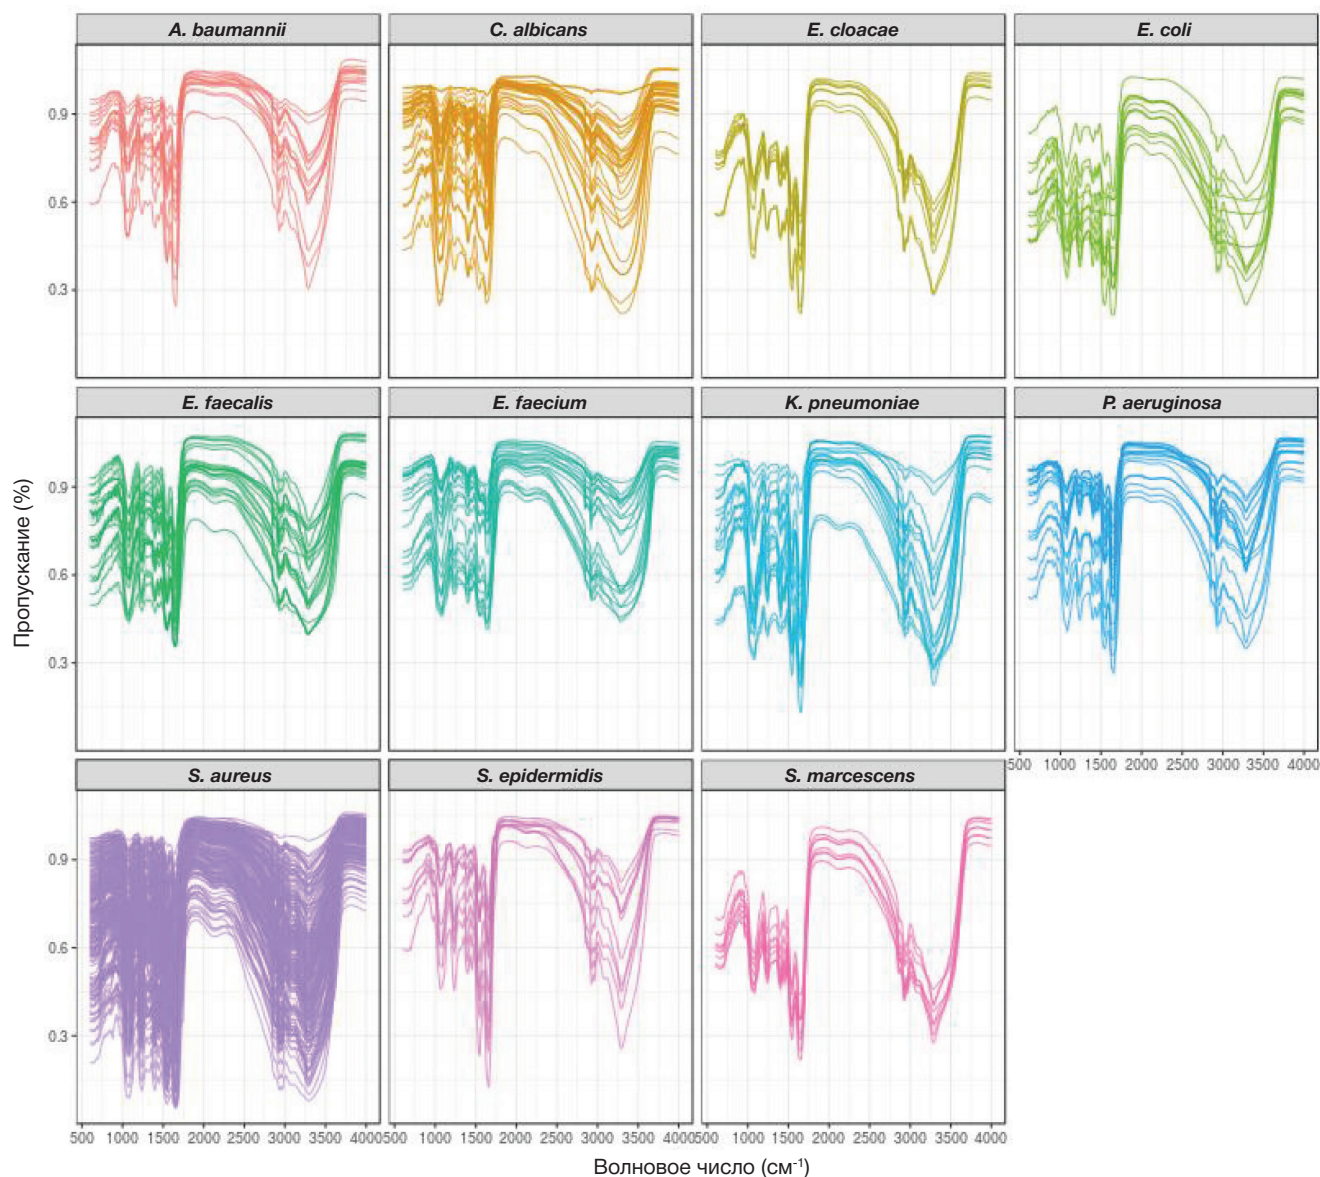 A. baumannii
C. albicans
E. cloacae
E. coli
0.9
0.6
0.3
E. faecalis
E. faecium
K. pneumoniae
P. aeruginosa
0.9
0.6
0.3
500 1000 1500 2000 2500 3000 3500 4000
S. aureus
S. epidermidis
S. marcescens
0.9
0.6
0.3
500 1000 1500 2000 2500 3000 3500 4000
500 1000 1500 2000 2500 3000 3500 4000
500 1000 1500 2000 2500 3000 3500 4000
Пропускание (%)
Волновое число (см⁻¹)